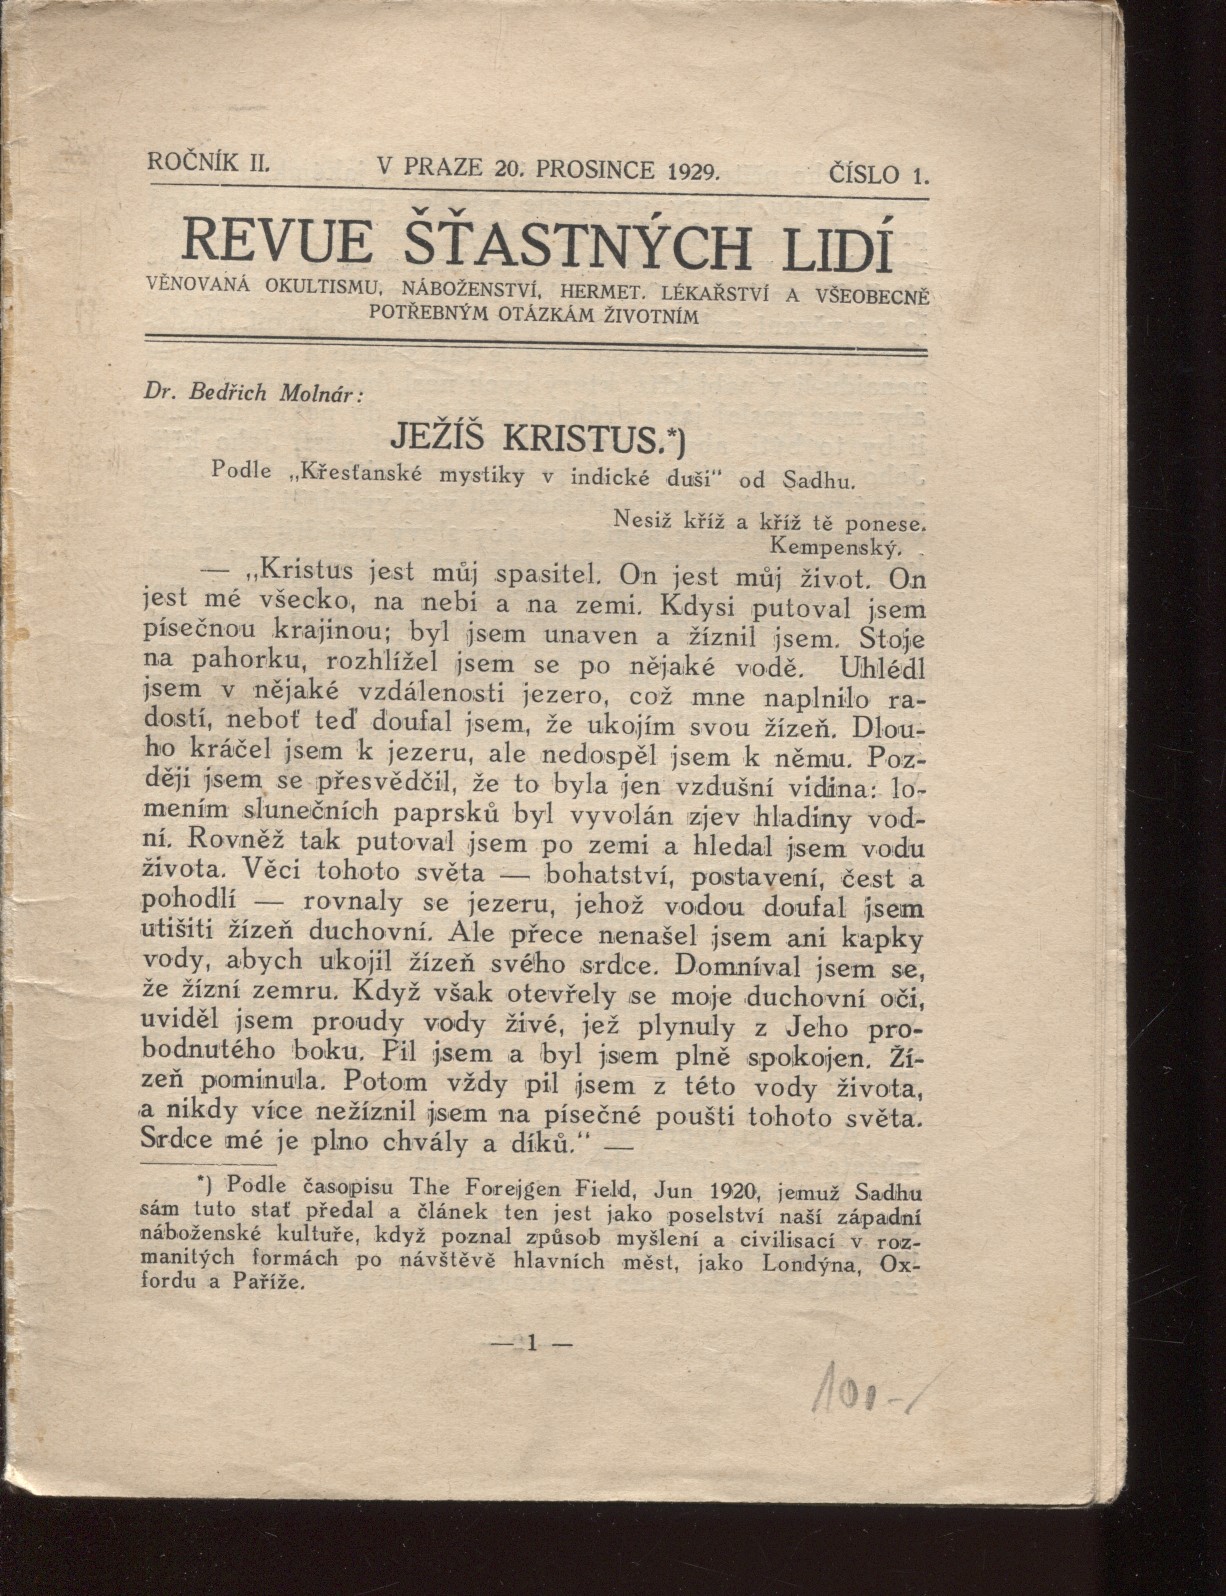 ROČNÍK II. V PRAZE 20. PROSINCE 1929. ČÍSLO 1.
REVUE ŠŤASTNÝCH LIDÍ
VĚNOVANÁ OKULTISMU, NÁBOŽENSTVÍ, HERMET. LÉKAŘSTVÍ A VŠEOBECNĚ
POTŘEBNÝM OTÁZKÁM ŽIVOTNÍM
Dr. Bedřich Molnár:
JEŽÍŠ KRISTUS.*)
Podle „Křesťanské mystiky v indické duši" od Sadhu.
Nesiž kříž a kříž tě ponese.
Kempenský.
— „Kristus jest můj spasitel. On jest můj život. On
jest mé všecko, na nebi a na zemi. Kdysi putoval jsem
písečnou krajinou; byl jsem unaven a žíznil jsem. Stoje
na pahorku, rozhlížel jsem se po nějaké vodě. Uhlédl
jsem v nějaké vzdálenosti jezero, což mne naplnilo ra-
dostí, neboť teď doufal jsem, že ukojím svou žízeň. Dlou-
ho kráčel jsem k jezeru, ale nedospěl jsem k němu. Poz-
ději jsem se přesvědčil, že to byla jen vzdušní vidina: lo-
mením slunečních paprsků byl vyvolán zjev hladiny vod-
ní. Rovněž tak putoval jsem po zemi a hledal jsem vodu
života. Věci tohoto světa — bohatství, postavení, čest a
pohodlí — rovnaly se jezeru, jehož vodou doufal jsem
utišiti žízeň duchovní. Ale přece nenašel jsem ani kapky
vody, abych ukojil žízeň svého srdce. Domníval jsem se,
že žízní zemru. Když však otevřely se moje duchovní oči,
uviděl jsem proudy vody živé, jež plynuly z Jeho pro-
bodnutého boku. Pil jsem a byl jsem plně spokojen. Ží-
zeň pominula. Potom vždy pil jsem z této vody života,
a nikdy více nežíznil jsem na písečné poušti tohoto světa.
Srdce mé je plno chvály a díků." —
*) Podle časopisu The Forejgen Field, Jun 1920, jemuž Sadhu
sám tuto stať předal a článek ten jest jako poselství naší západní
náboženské kultuře, když poznal způsob myšlení a civilisací v roz-
manitých formách po návštěvě hlavních měst, jako Londýna, Ox-
fordu a Paříže.
— 1 —
100-